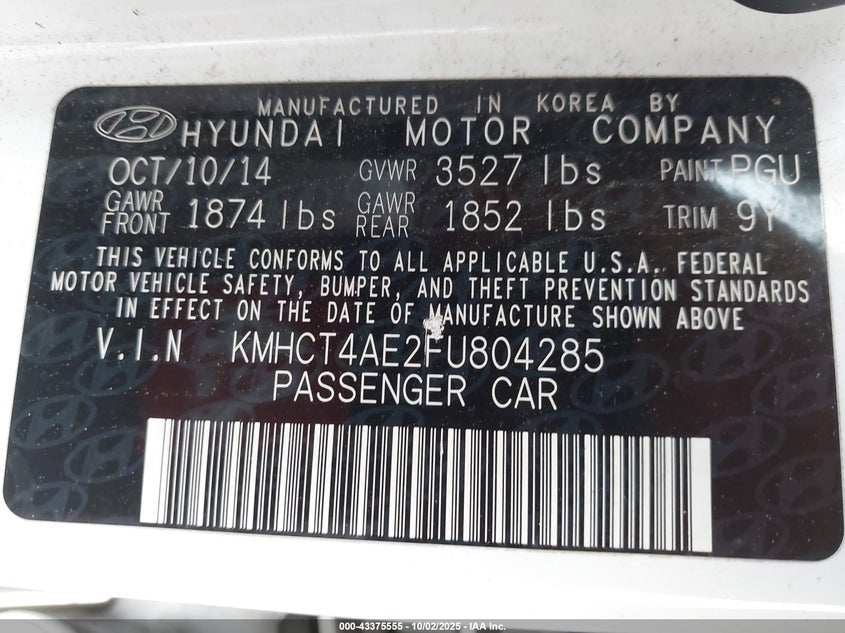 MANUFACTURED IN KOREA BY
HYUNDAI MOTOR COMPANY
OCT/10/14 GVWR 3527 lbs PAINT PGU
GAWR FRONT 1874 lbs GAWR REAR 1852 lbs TRIM 9Y
THIS VEHICLE CONFORMS TO ALL APPLICABLE U.S.A. FEDERAL
MOTOR VEHICLE SAFETY, BUMPER, AND THEFT PREVENTION STANDARDS
IN EFFECT ON THE DATE OF MANUFACTURE SHOWN ABOVE
V.I.N KMHCT4AE2FU804285
PASSENGER CAR
000-43375555 - 10/02/2025 - IAA Inc.